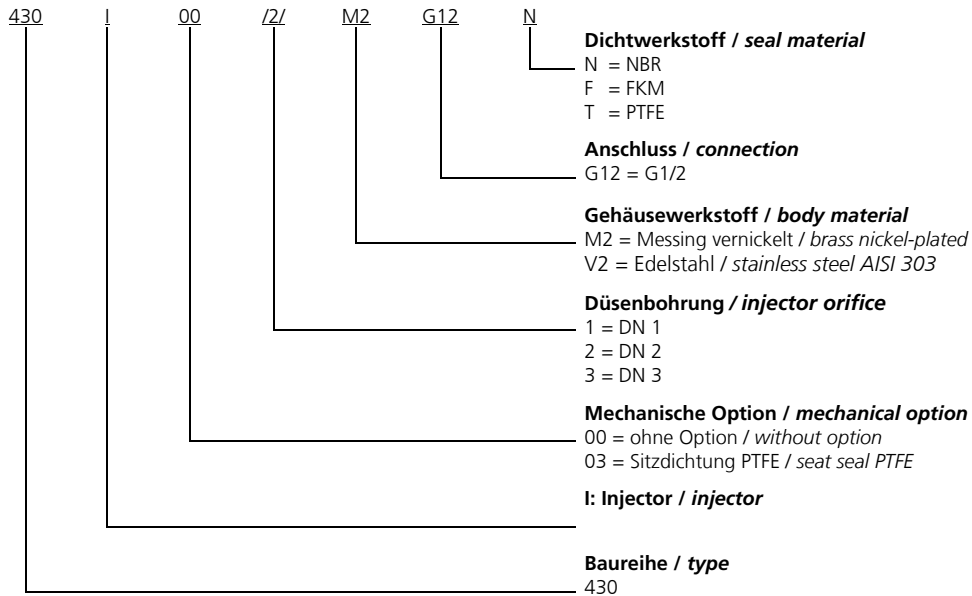 430 I 00 /2/ M2 G12 N
Dichtwerkstoff / seal material
N = NBR
F = FKM
T = PTFE
Anschluss / connection
G12 = G1/2
Gehäusewerkstoff / body material
M2 = Messing vernickelt / brass nickel-plated
V2 = Edelstahl / stainless steel AISI 303
Düsenbohrung / injector orifice
1 = DN 1
2 = DN 2
3 = DN 3
Mechanische Option / mechanical option
00 = ohne Option / without option
03 = Sitzdichtung PTFE / seat seal PTFE
I: Injector / injector
Baureihe / type
430